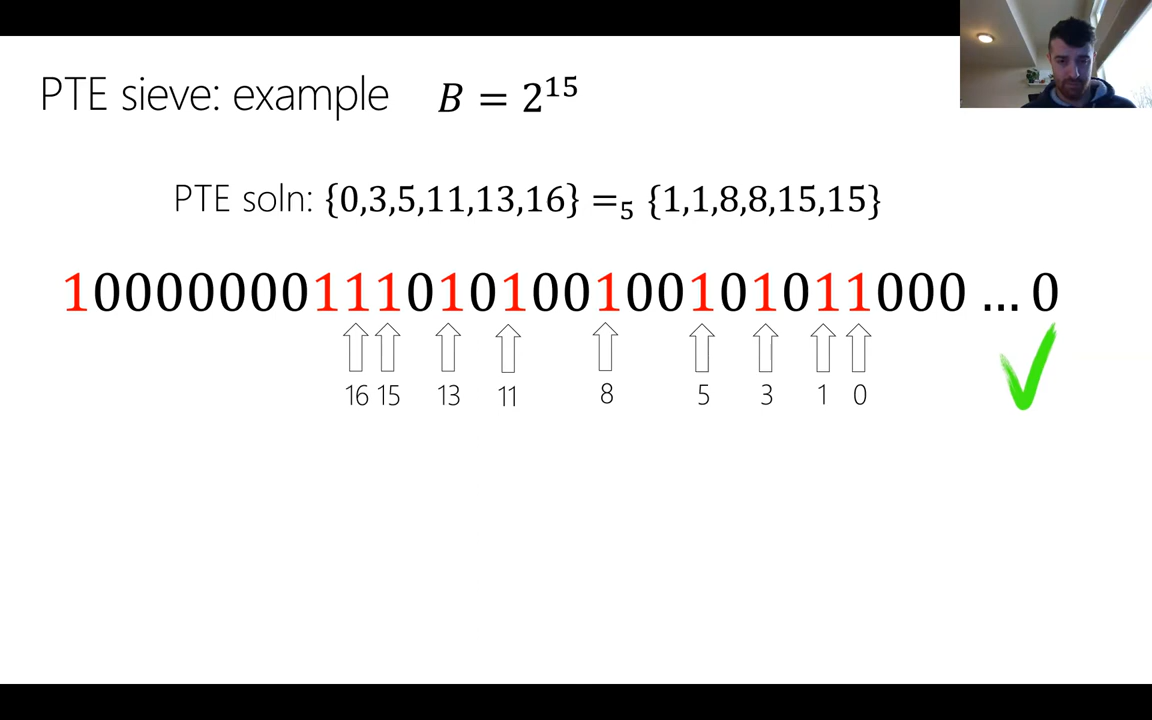 PTE sieve: example B = 2^15
PTE soln: {0,3,5,11,13,16} =₅ {1,1,8,8,15,15}
10000000111010100100101011000 ... 0
16 15 13 11 8 5 3 1 0